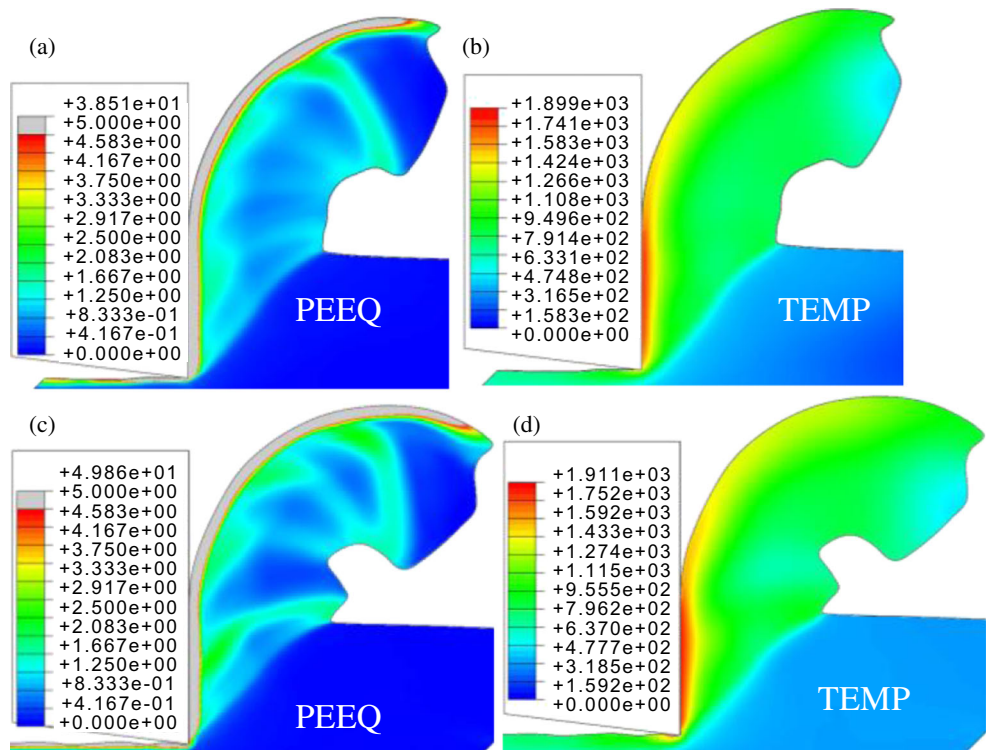 (a)
+3.851e+01
+5.000e+00
+4.583e+00
+4.167e+00
+3.750e+00
+3.333e+00
+2.917e+00
+2.500e+00
+2.083e+00
+1.667e+00
+1.250e+00
+8.333e-01
+4.167e-01
+0.000e+00
PEEQ
(b)
+1.899e+03
+1.741e+03
+1.583e+03
+1.424e+03
+1.266e+03
+1.108e+03
+9.496e+02
+7.914e+02
+6.331e+02
+4.748e+02
+3.165e+02
+1.583e+02
+0.000e+00
TEMP
(c)
+4.986e+01
+5.000e+00
+4.583e+00
+4.167e+00
+3.750e+00
+3.333e+00
+2.917e+00
+2.500e+00
+2.083e+00
+1.667e+00
+1.250e+00
+8.333e-01
+4.167e-01
+0.000e+00
PEEQ
(d)
+1.911e+03
+1.752e+03
+1.592e+03
+1.433e+03
+1.274e+03
+1.115e+03
+9.555e+02
+7.962e+02
+6.370e+02
+4.777e+02
+3.185e+02
+1.592e+02
+0.000e+00
TEMP